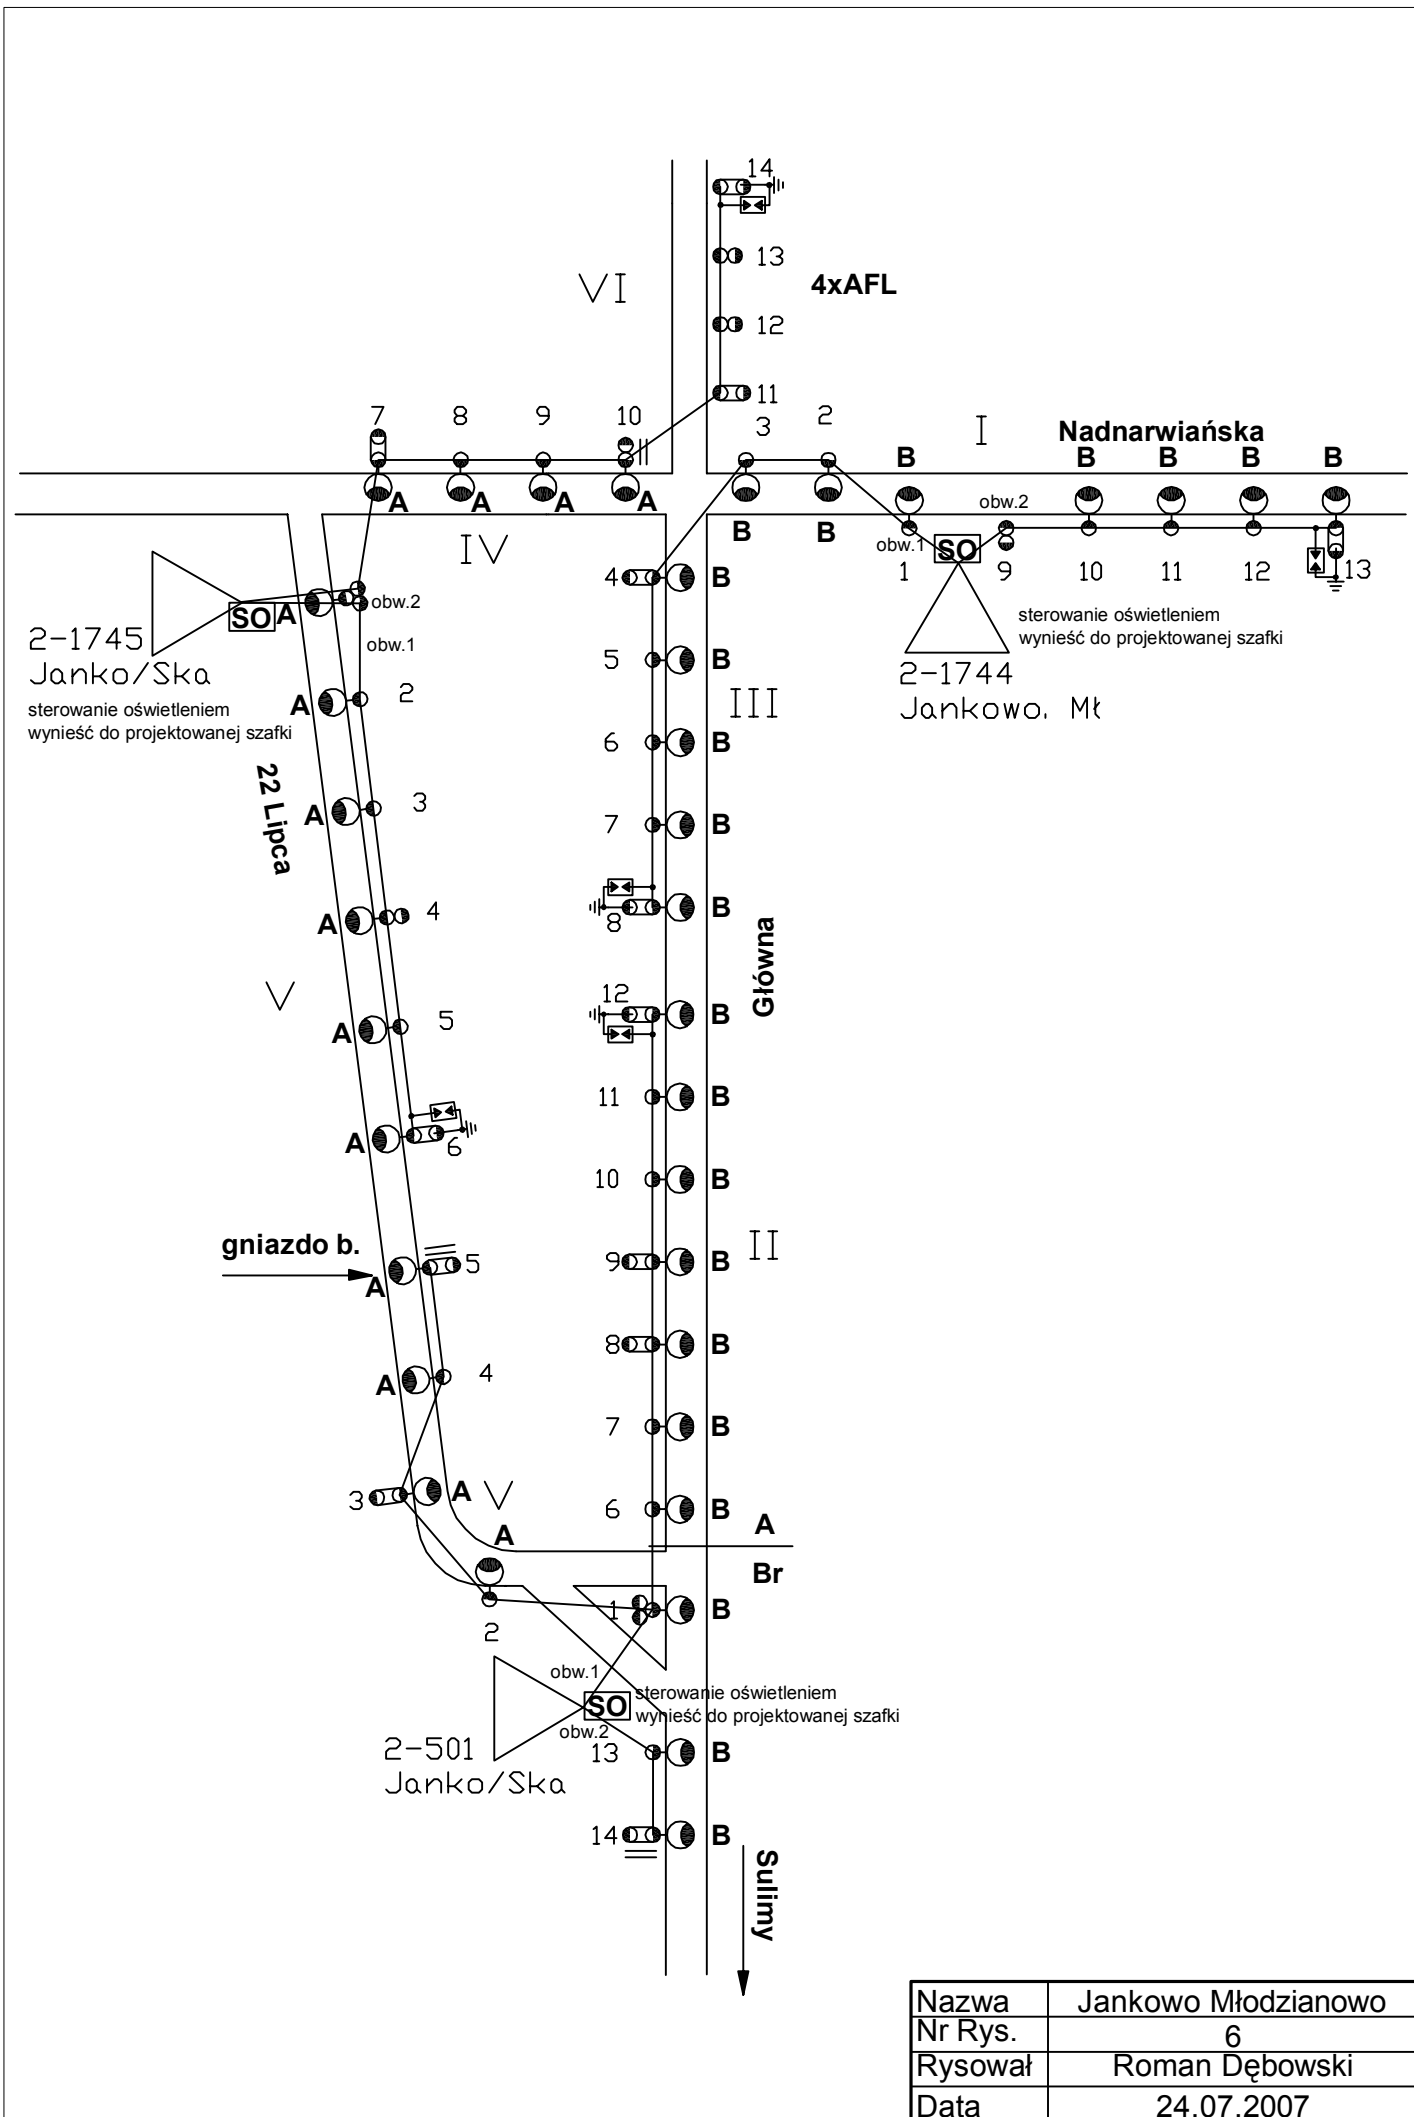 14
13
VI
4xAFL
12
11
7
8
9
10
3
2
I
Nadnarwiańska
B
B
B
B
B
A
A
A
A
obw.2
B
B
obw.1
SO
IV
4
B
1
9
10
11
12
13
obw.2
SO
A
sterowanie oświetleniem
wynieść do projektowanej szafki
2-1745
Janko/Ska
obw.1
5
B
2-1744
Jankowo. Mł
A
2
III
sterowanie oświetleniem
wynieść do projektowanej szafki
6
B
22 Lipca
A
3
7
B
A
4
8
B
Główna
V
12
B
A
5
11
B
A
6
10
B
gniazdo b.
A
5
9
B
II
A
4
8
B
7
B
3
A
V
6
B
A
A
Br
1
B
2
obw.1
SO
sterowanie oświetleniem
wynieść do projektowanej szafki
obw.2
2-501
Janko/Ska
13
B
14
B
Sulimy
Nazwa Jankowo Młodzianowo
Nr Rys. 6
Rysował Roman Dębowski
Data 24.07.2007